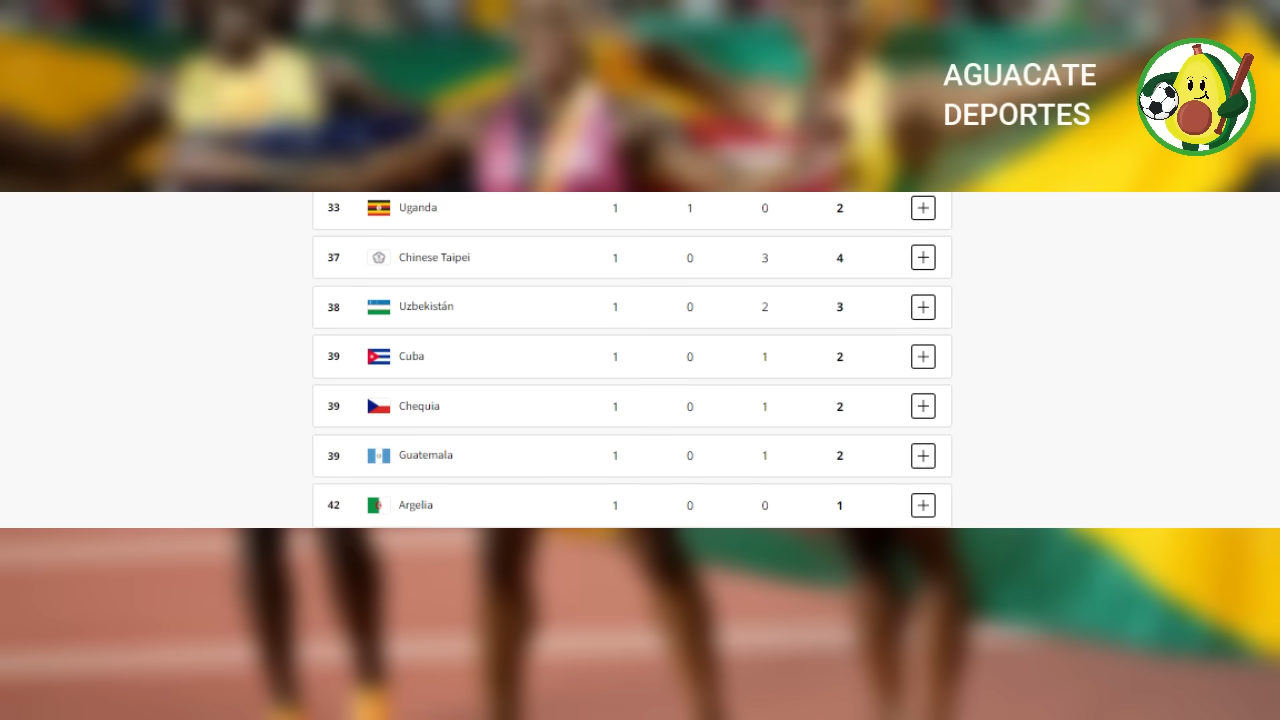 AGUACATE
DEPORTES
33 Uganda 1 1 0 2
37 Chinese Taipei 1 0 3 4
38 Uzbekistán 1 0 2 3
39 Cuba 1 0 1 2
39 Chequia 1 0 1 2
39 Guatemala 1 0 1 2
42 Argelia 1 0 0 1